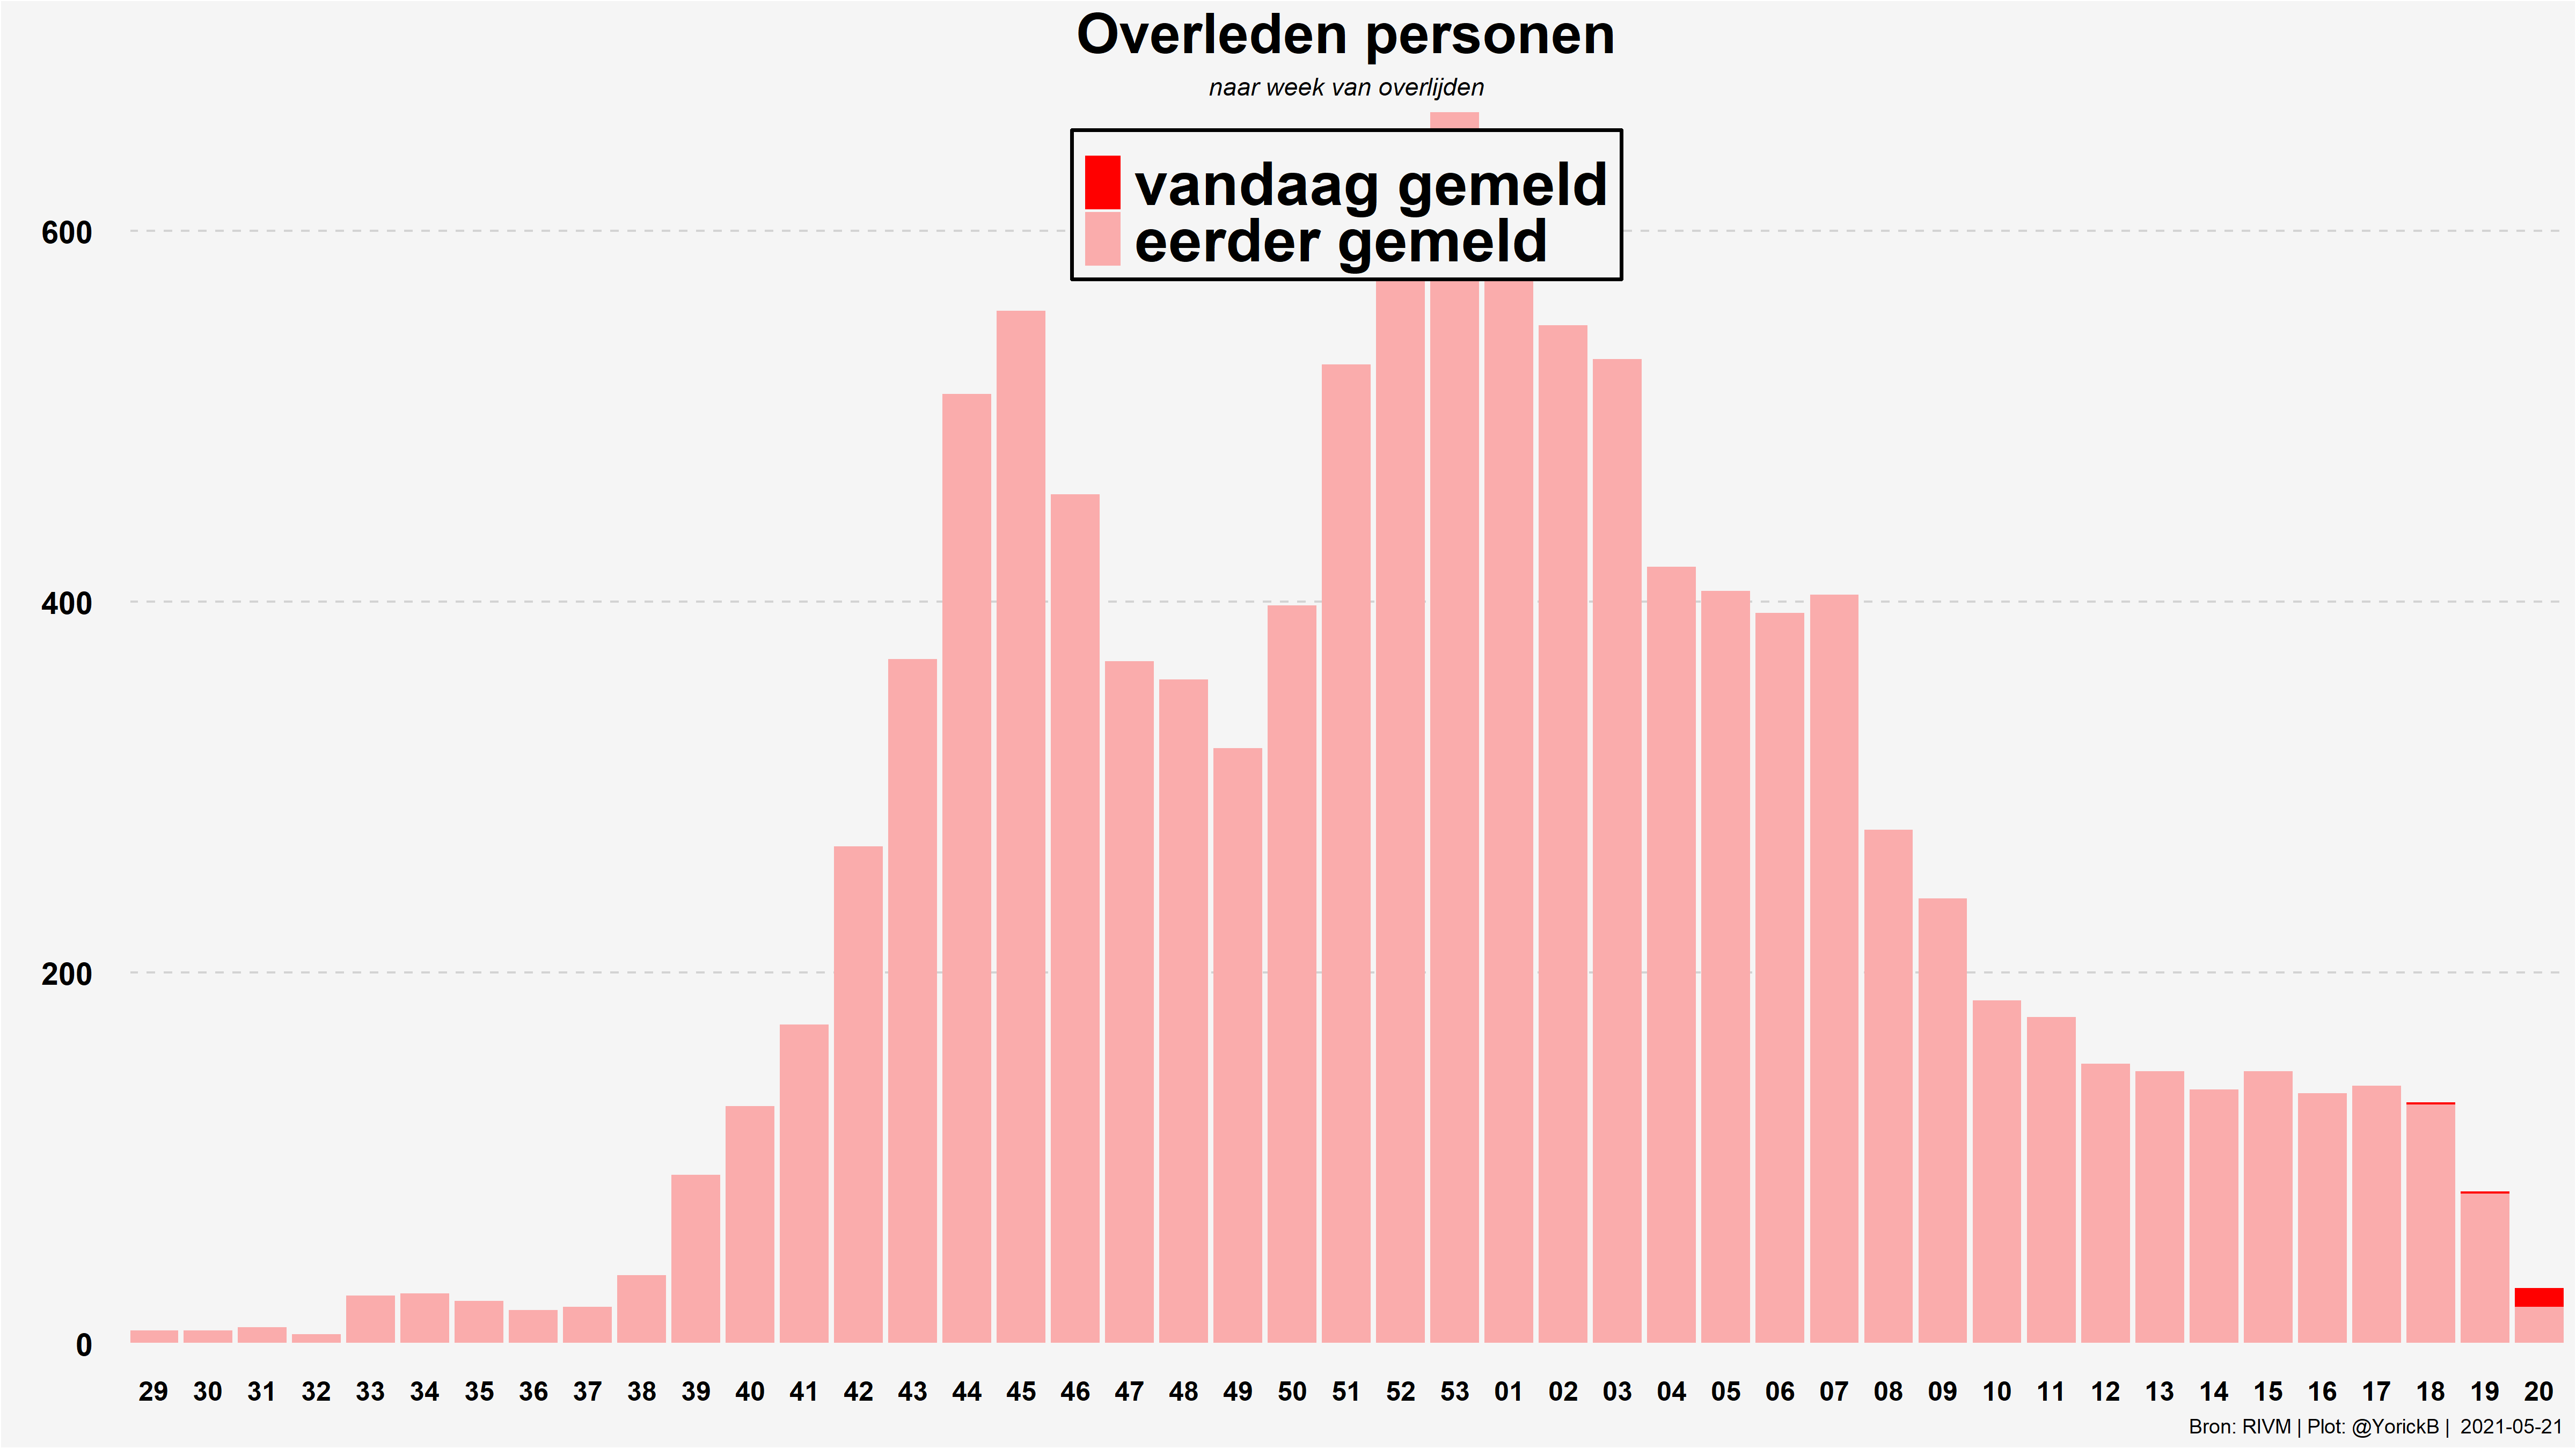 Overleden personen
naar week van overlijden
vandaag gemeld
eerder gemeld
600
400
200
0
29 30 31 32 33 34 35 36 37 38 39 40 41 42 43 44 45 46 47 48 49 50 51 52 53 01 02 03 04 05 06 07 08 09 10 11 12 13 14 15 16 17 18 19 20
Bron: RIVM | Plot: @YorickB | 2021-05-21